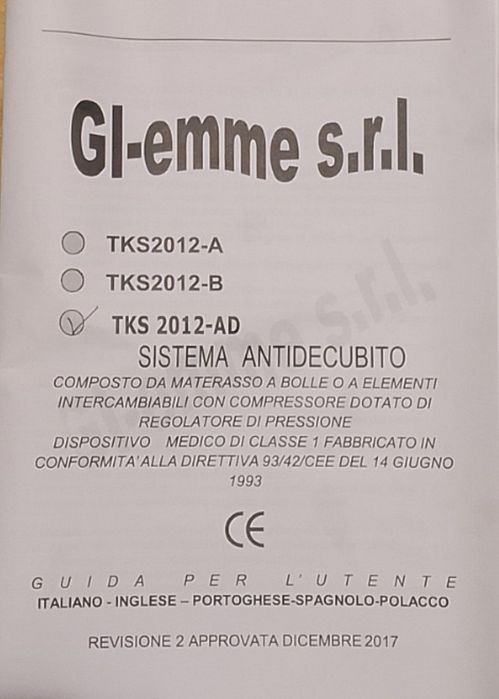 GI-emme s.r.l.
TKS2012-A
TKS2012-B
TKS 2012-AD
SISTEMA ANTIDECUBITO
COMPOSTO DA MATERASSO A BOLLE O A ELEMENTI
INTERCAMBIABILI CON COMPRESSORE DOTATO DI
REGOLATORE DI PRESSIONE
DISPOSITIVO MEDICO DI CLASSE 1 FABBRICATO IN
CONFORMITA' ALLA DIRETTIVA 93/42/CEE DEL 14 GIUGNO
1993
CE
GUIDA PER L'UTENTE
ITALIANO - INGLESE – PORTOGHESE-SPAGNOLO-POLACCO
REVISIONE 2 APPROVATA DICEMBRE 2017